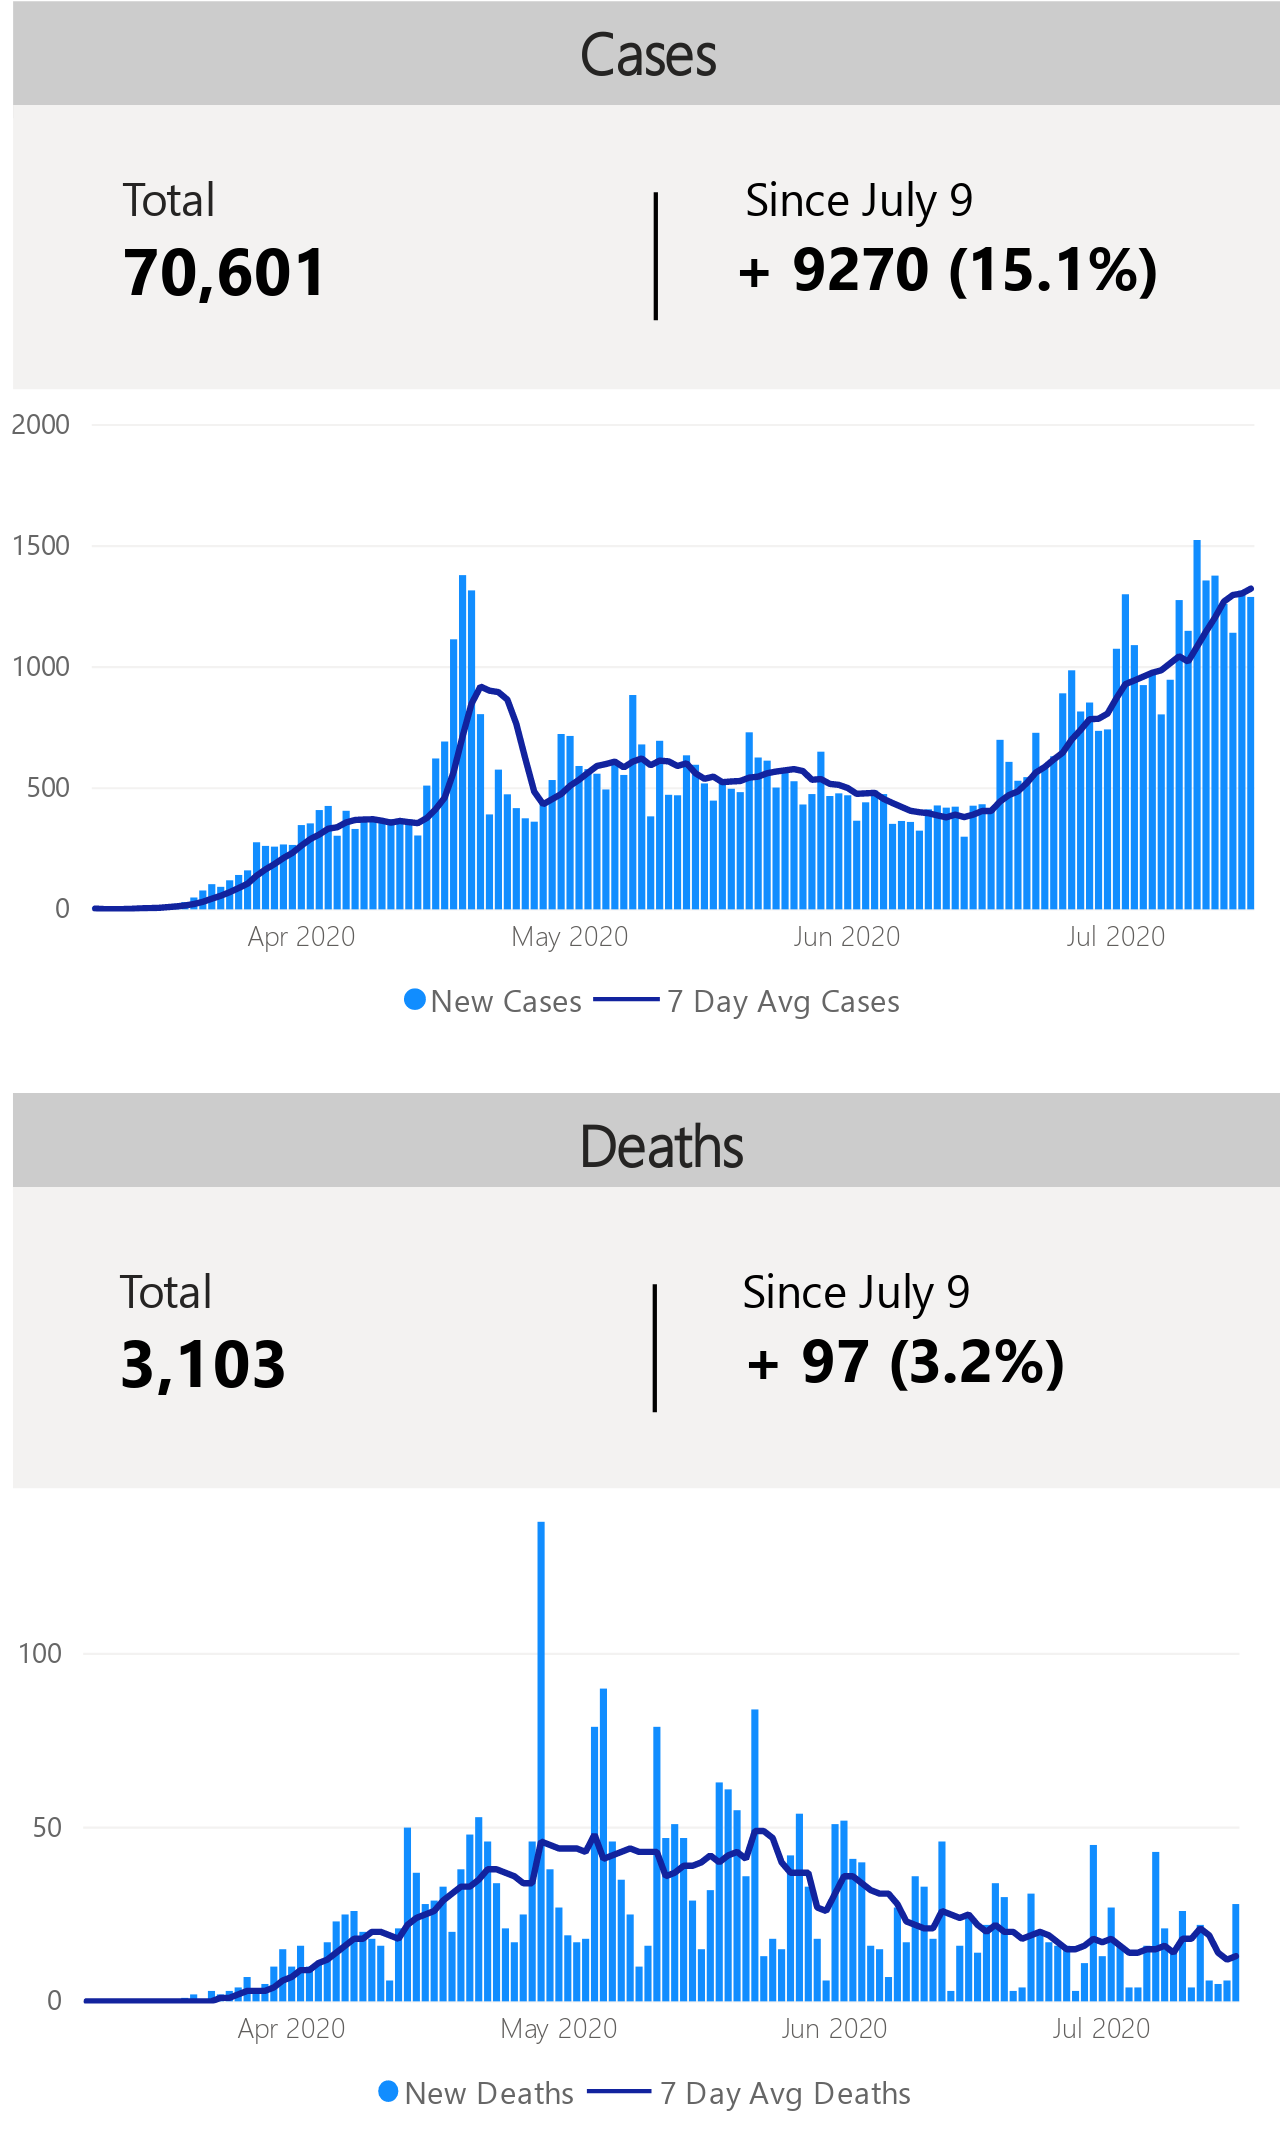 Cases
Total
70,601
Since July 9
+ 9270 (15.1%)
2000
1500
1000
500
0
Apr 2020
May 2020
Jun 2020
Jul 2020
New Cases
7 Day Avg Cases
Deaths
Total
3,103
Since July 9
+ 97 (3.2%)
100
50
0
Apr 2020
May 2020
Jun 2020
Jul 2020
New Deaths
7 Day Avg Deaths